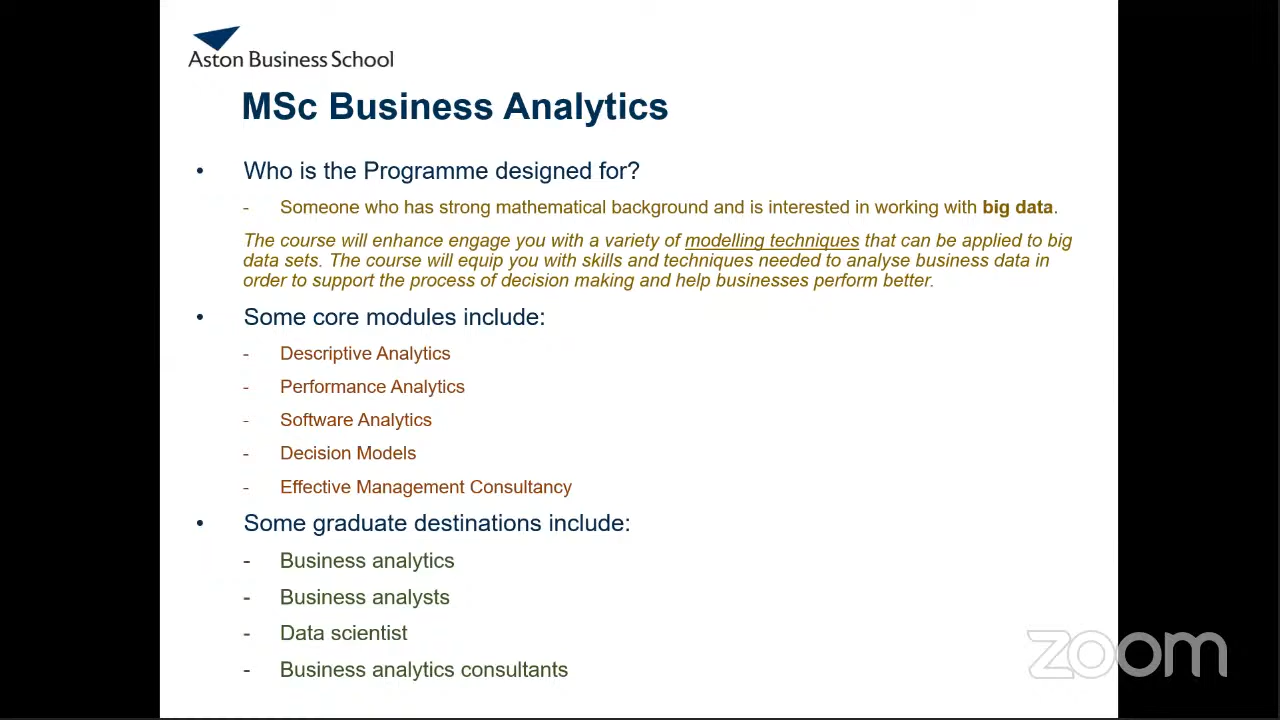 Aston Business School
MSc Business Analytics
• Who is the Programme designed for?
- Someone who has strong mathematical background and is interested in working with big data.
The course will enhance engage you with a variety of modelling techniques that can be applied to big
data sets. The course will equip you with skills and techniques needed to analyse business data in
order to support the process of decision making and help businesses perform better.
• Some core modules include:
- Descriptive Analytics
- Performance Analytics
- Software Analytics
- Decision Models
- Effective Management Consultancy
• Some graduate destinations include:
- Business analytics
- Business analysts
- Data scientist
- Business analytics consultants
zoom